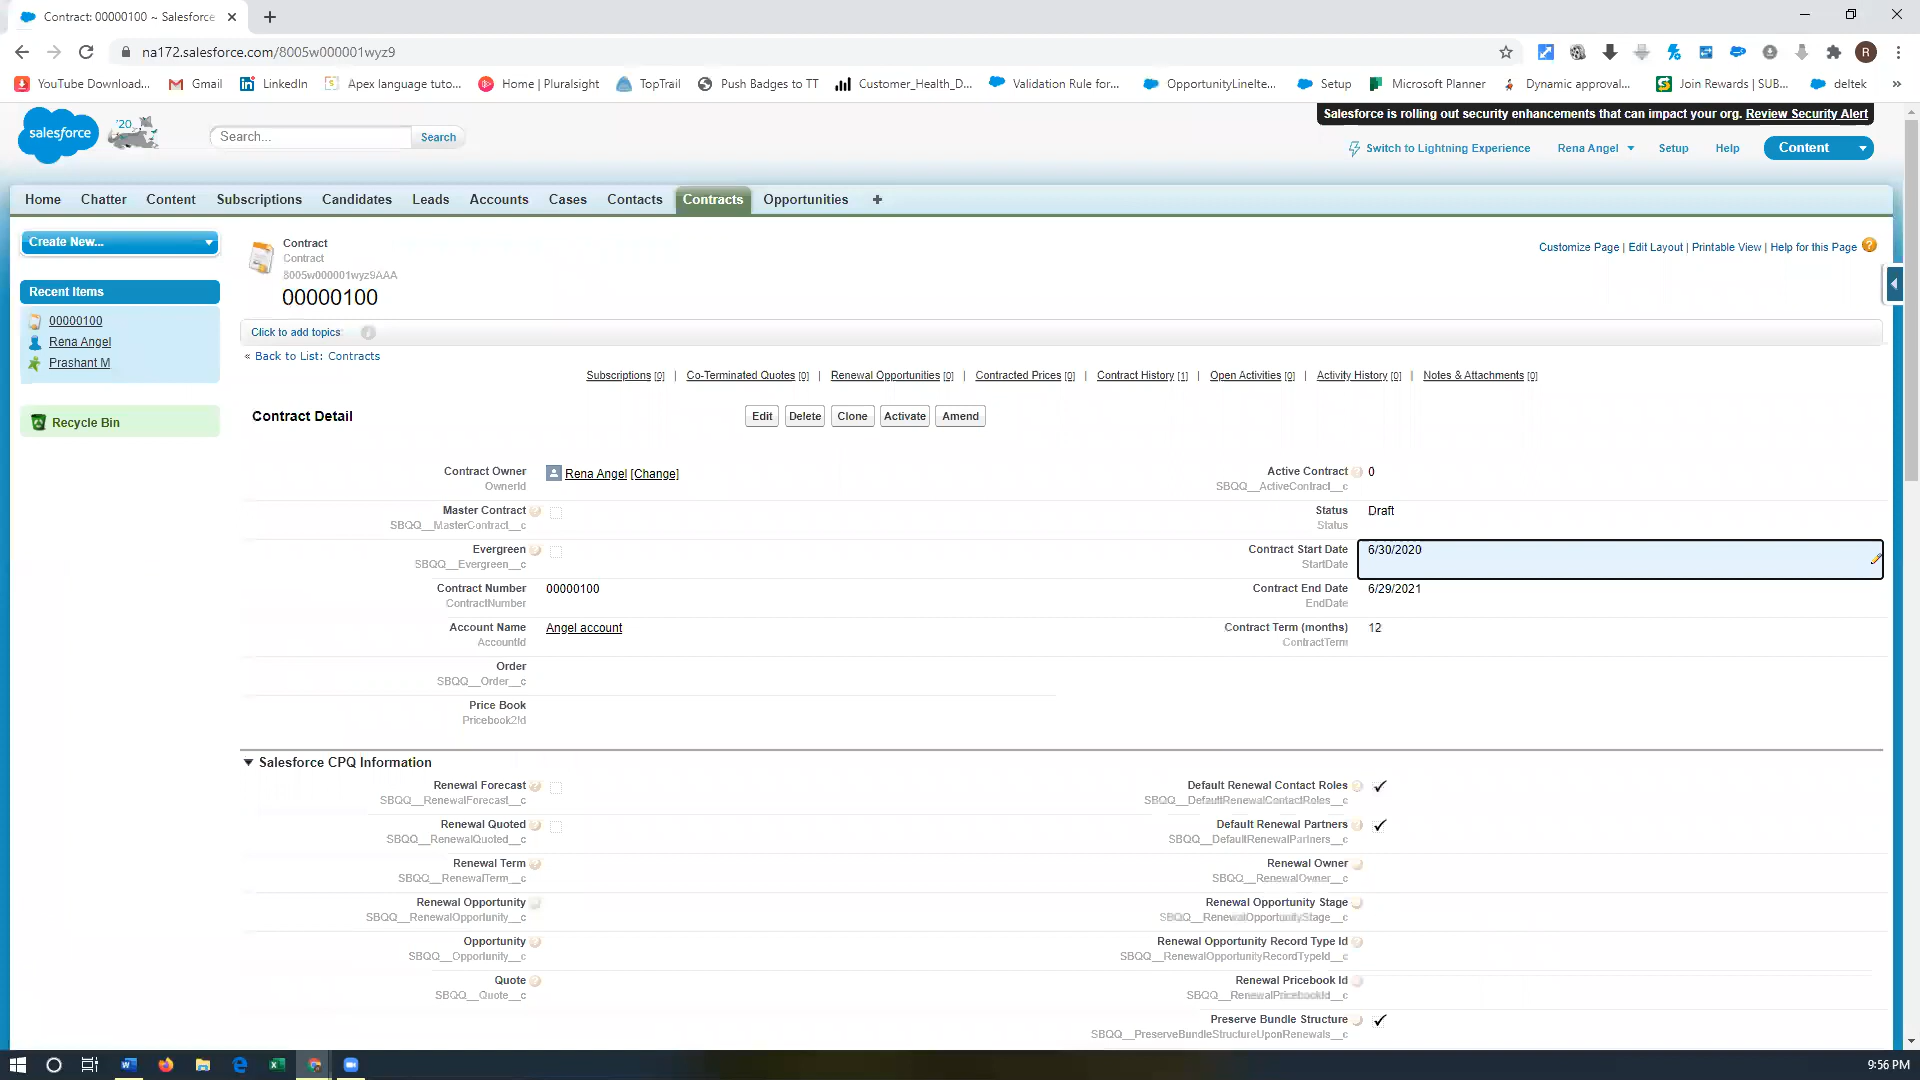 Contract: 00000100 ~ Salesforce
na172.salesforce.com/8005w000001wyz9
R
YouTube Download...
Gmail
LinkedIn
Apex language tuto...
Home | Pluralsight
TopTrail
Push Badges to TT
Customer_Health_D...
Validation Rule for...
OpportunityLineIte...
Setup
Microsoft Planner
Dynamic approval...
Join Rewards | SUB...
deltek
»
Salesforce is rolling out security enhancements that can impact your org. Review Security Alert
salesforce
'20
Search...
Search
Switch to Lightning Experience
Rena Angel
Setup
Help
Content
Home
Chatter
Content
Subscriptions
Candidates
Leads
Accounts
Cases
Contacts
Contracts
Opportunities
+
Create New...
Recent Items
00000100
Rena Angel
Prashant M
Recycle Bin
Contract
Contract
8005w000001wyz9AAA
00000100
Customize Page | Edit Layout | Printable View | Help for this Page
Click to add topics
« Back to List: Contracts
Subscriptions [0] | Co-Terminated Quotes [0] | Renewal Opportunities [0] | Contracted Prices [0] | Contract History [1] | Open Activities [0] | Activity History [0] | Notes & Attachments [0]
Contract Detail
Edit
Delete
Clone
Activate
Amend
Contract Owner
OwnerId
Rena Angel [Change]
Active Contract
SBQQ__ActiveContract__c
0
Master Contract
SBQQ__MasterContract__c
Status
Status
Draft
Evergreen
SBQQ__Evergreen__c
Contract Start Date
StartDate
6/30/2020
Contract Number
ContractNumber
00000100
Contract End Date
EndDate
6/29/2021
Account Name
AccountId
Angel account
Contract Term (months)
ContractTerm
12
Order
SBQQ__Order__c
Price Book
Pricebook2Id
Salesforce CPQ Information
Renewal Forecast
SBQQ__RenewalForecast__c
Default Renewal Contact Roles
SBQQ__DefaultRenewalContactRoles__c
Renewal Quoted
SBQQ__RenewalQuoted__c
Default Renewal Partners
SBQQ__DefaultRenewalPartners__c
Renewal Term
SBQQ__RenewalTerm__c
Renewal Owner
SBQQ__RenewalOwner__c
Renewal Opportunity
SBQQ__RenewalOpportunity__c
Renewal Opportunity Stage
SBQQ__RenewalOpportunityStage__c
Opportunity
SBQQ__Opportunity__c
Renewal Opportunity Record Type Id
SBQQ__RenewalOpportunityRecordTypeId__c
Quote
SBQQ__Quote__c
Renewal Pricebook Id
SBQQ__RenewalPricebookId__c
Preserve Bundle Structure
SBQQ__PreserveBundleStructureUponRenewals__c
9:56 PM